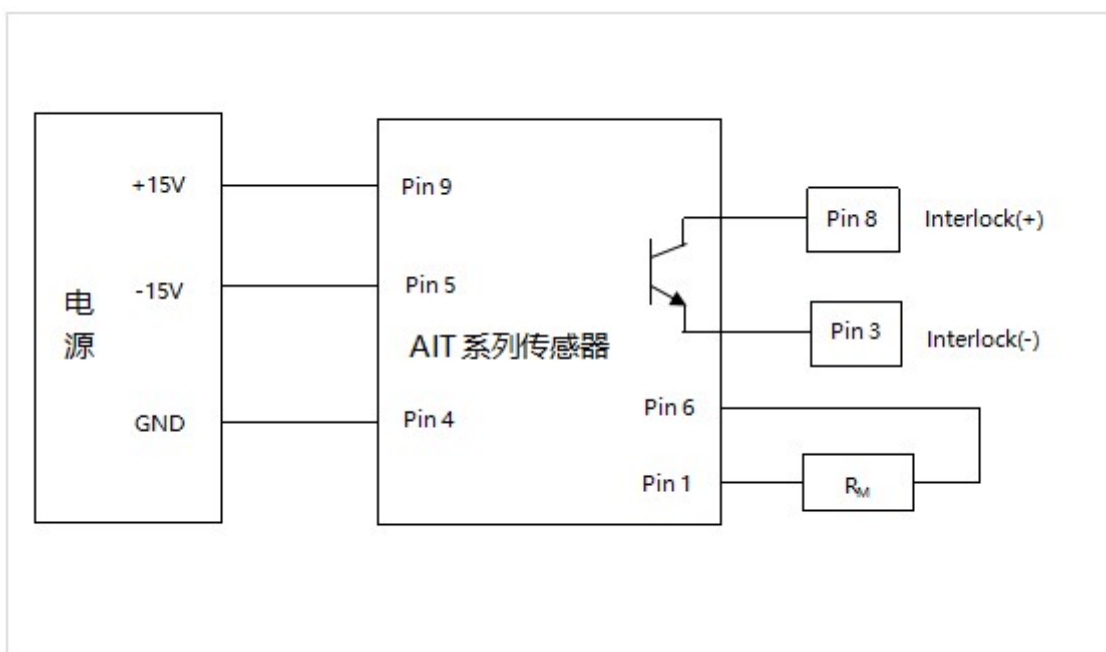 +15V
Pin 9
Pin 8
Interlock(+)
电
源
-15V
Pin 5
Pin 3
Interlock(-)
AIT 系列传感器
GND
Pin 4
Pin 6
Pin 1
RM